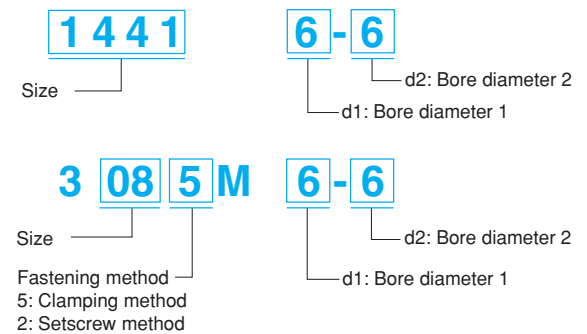 1441 6-6
Size
d2: Bore diameter 2
d1: Bore diameter 1
3 08 5 M 6-6
Size
d2: Bore diameter 2
Fastening method
d1: Bore diameter 1
5: Clamping method
2: Setscrew method